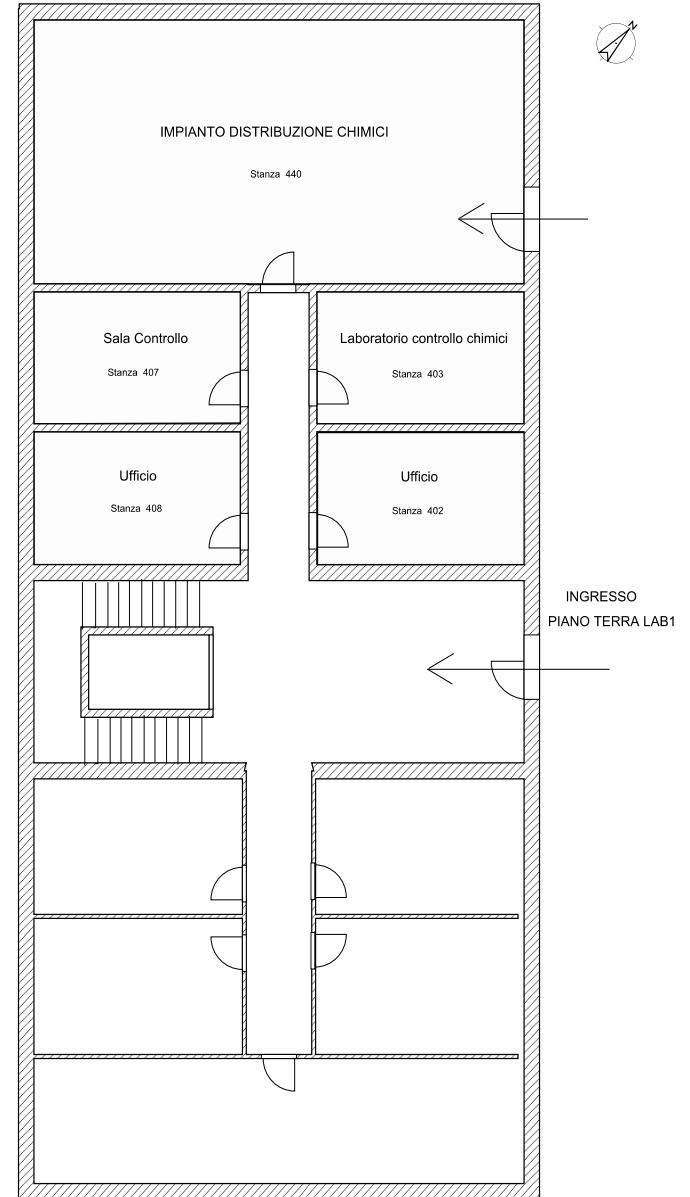 N
IMPIANTO DISTRIBUZIONE CHIMICI
Stanza 440
Sala Controllo
Stanza 407
Laboratorio controllo chimici
Stanza 403
Ufficio
Stanza 408
Ufficio
Stanza 402
INGRESSO
PIANO TERRA LAB1